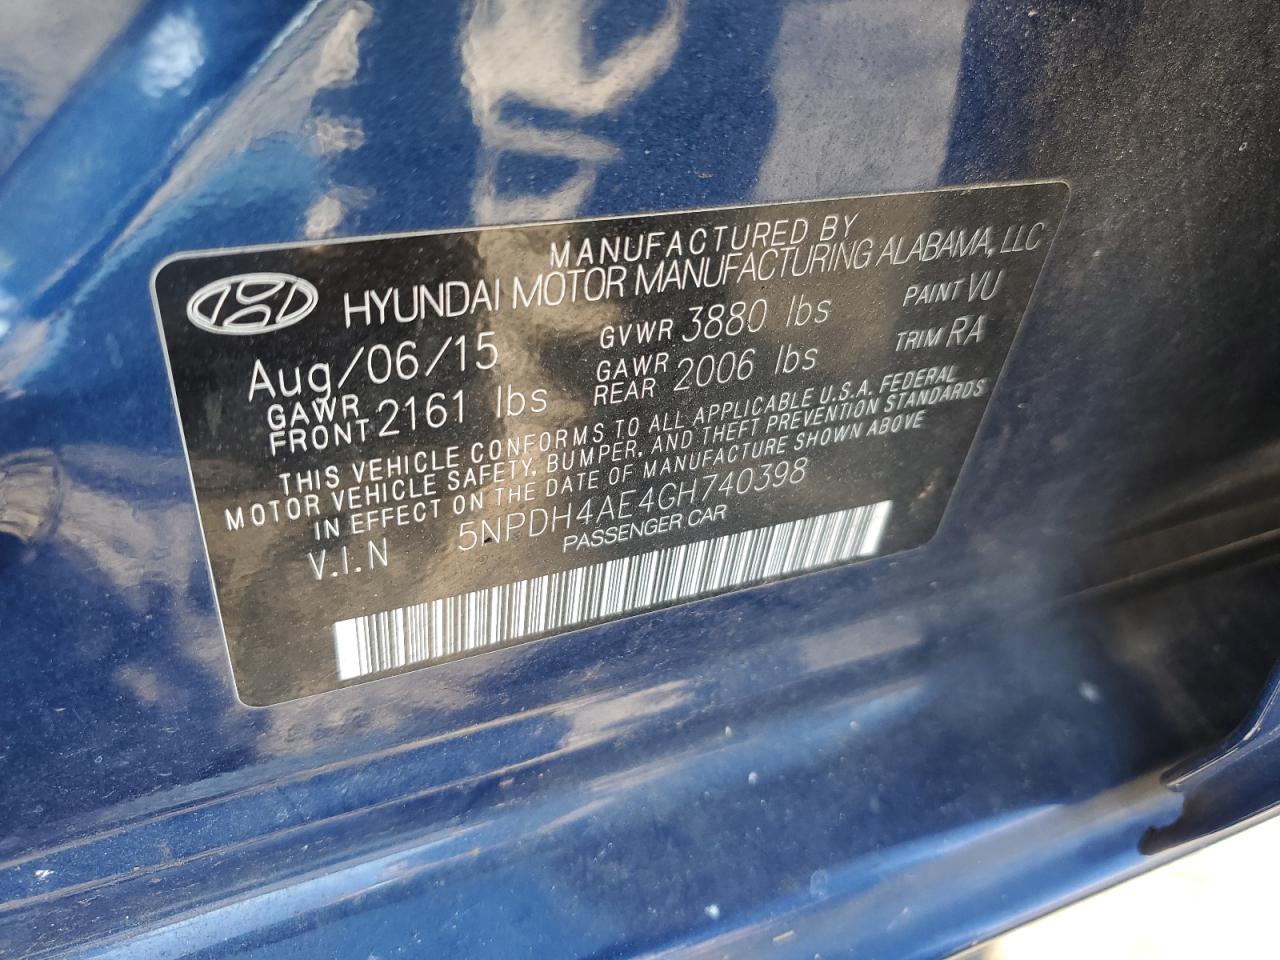 MANUFACTURED BY
HYUNDAI MOTOR MANUFACTURING ALABAMA, LLC
Aug/06/15 GVWR 3880 lbs PAINT VU
GAWR FRONT 2161 lbs GAWR REAR 2006 lbs TRIM RA
THIS VEHICLE CONFORMS TO ALL APPLICABLE U.S.A. FEDERAL
MOTOR VEHICLE SAFETY, BUMPER, AND THEFT PREVENTION STANDARDS
IN EFFECT ON THE DATE OF MANUFACTURE SHOWN ABOVE
V.I.N 5NPDH4AE4GH740398
PASSENGER CAR